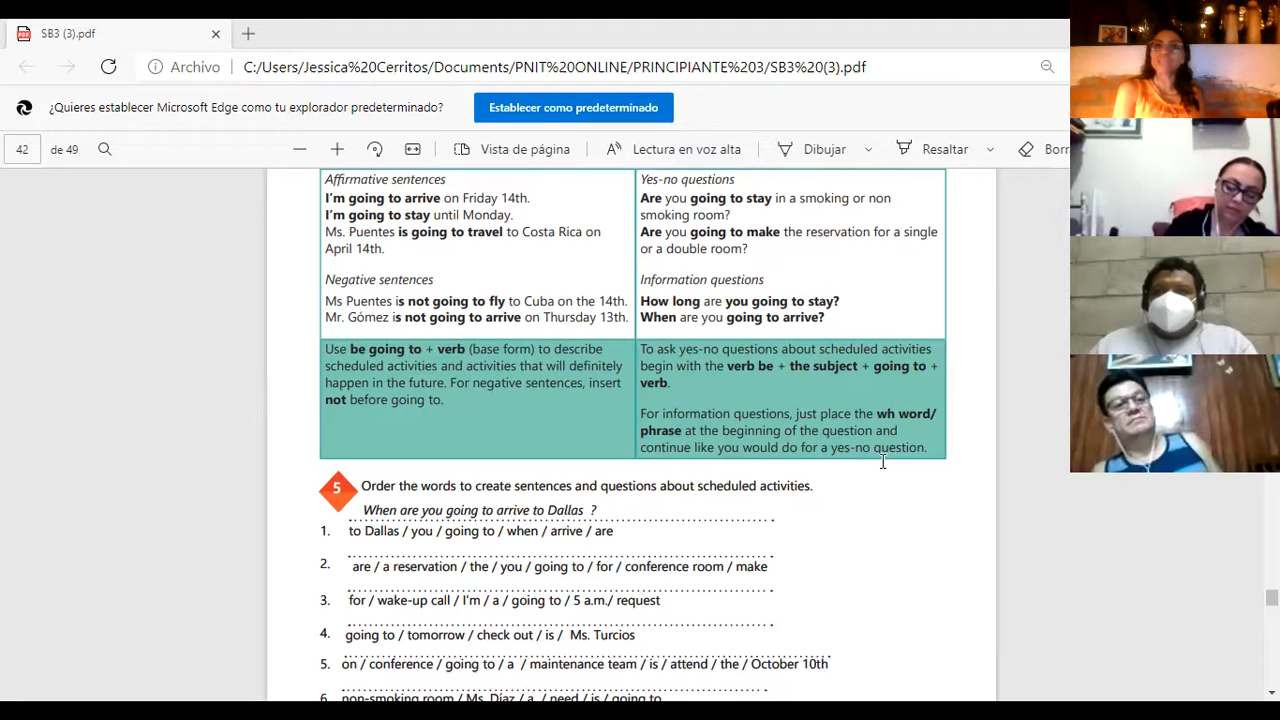 SB3 (3).pdf
Archivo C:/Users/Jessica%20Cerritos/Documents/PNIT%20ONLINE/PRINCIPIANTE%203/SB3%20(3).pdf
¿Quieres establecer Microsoft Edge como tu explorador predeterminado? Establecer como predeterminado
42 de 49 Vista de página Lectura en voz alta Dibujar Resaltar Borr
Affirmative sentences
I'm going to arrive on Friday 14th.
I'm going to stay until Monday.
Ms. Puentes is going to travel to Costa Rica on
April 14th.
Negative sentences
Ms Puentes is not going to fly to Cuba on the 14th.
Mr. Gómez is not going to arrive on Thursday 13th.
Yes-no questions
Are you going to stay in a smoking or non
smoking room?
Are you going to make the reservation for a single
or a double room?
Information questions
How long are you going to stay?
When are you going to arrive?
Use be going to + verb (base form) to describe
scheduled activities and activities that will definitely
happen in the future. For negative sentences, insert
not before going to.
To ask yes-no questions about scheduled activities
begin with the verb be + the subject + going to +
verb.
For information questions, just place the wh word/
phrase at the beginning of the question and
continue like you would do for a yes-no question.
5 Order the words to create sentences and questions about scheduled activities.
When are you going to arrive to Dallas ?
1. to Dallas / you / going to / when / arrive / are
2. are / a reservation / the / you / going to / for / conference room / make
3. for / wake-up call / I'm / a / going to / 5 a.m./ request
4. going to / tomorrow / check out / is / Ms. Turcios
5. on / conference / going to / a / maintenance team / is / attend / the / October 10th
6. non-smoking room / Ms. Díaz / a / need / is / going to